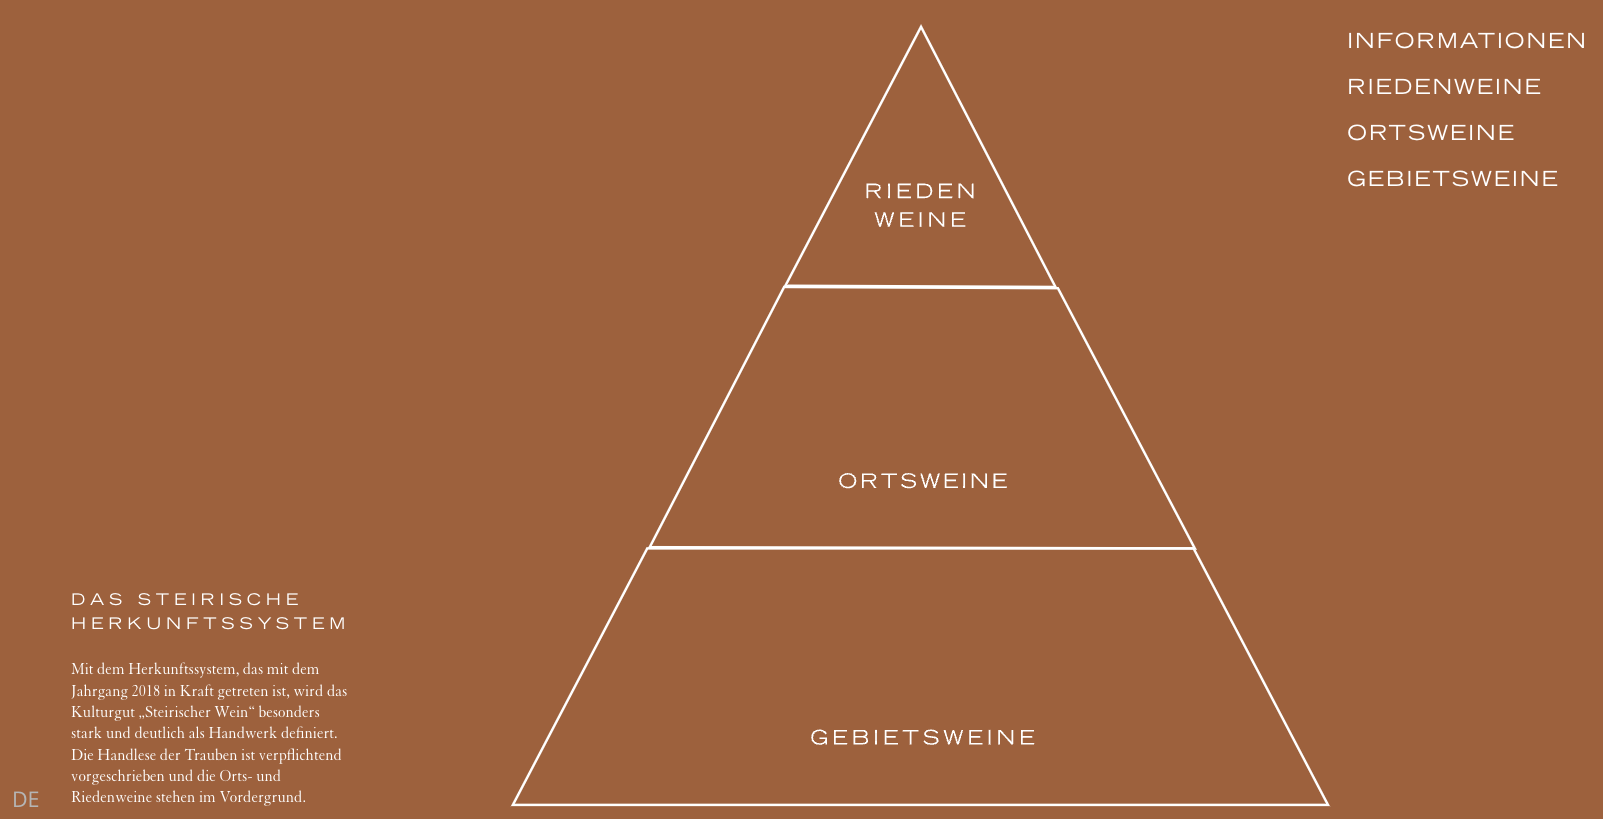 INFORMATIONEN
RIEDENWEINE
ORTSWEINE
GEBIETSWEINE
RIEDEN
WEINE
ORTSWEINE
GEBIETSWEINE
DAS STEIRISCHE
HERKUNFTSSYSTEM
Mit dem Herkunftssystem, das mit dem
Jahrgang 2018 in Kraft getreten ist, wird das
Kulturgut „Steirischer Wein“ besonders
stark und deutlich als Handwerk definiert.
Die Handlese der Trauben ist verpflichtend
vorgeschrieben und die Orts- und
Riedenweine stehen im Vordergrund.
DE